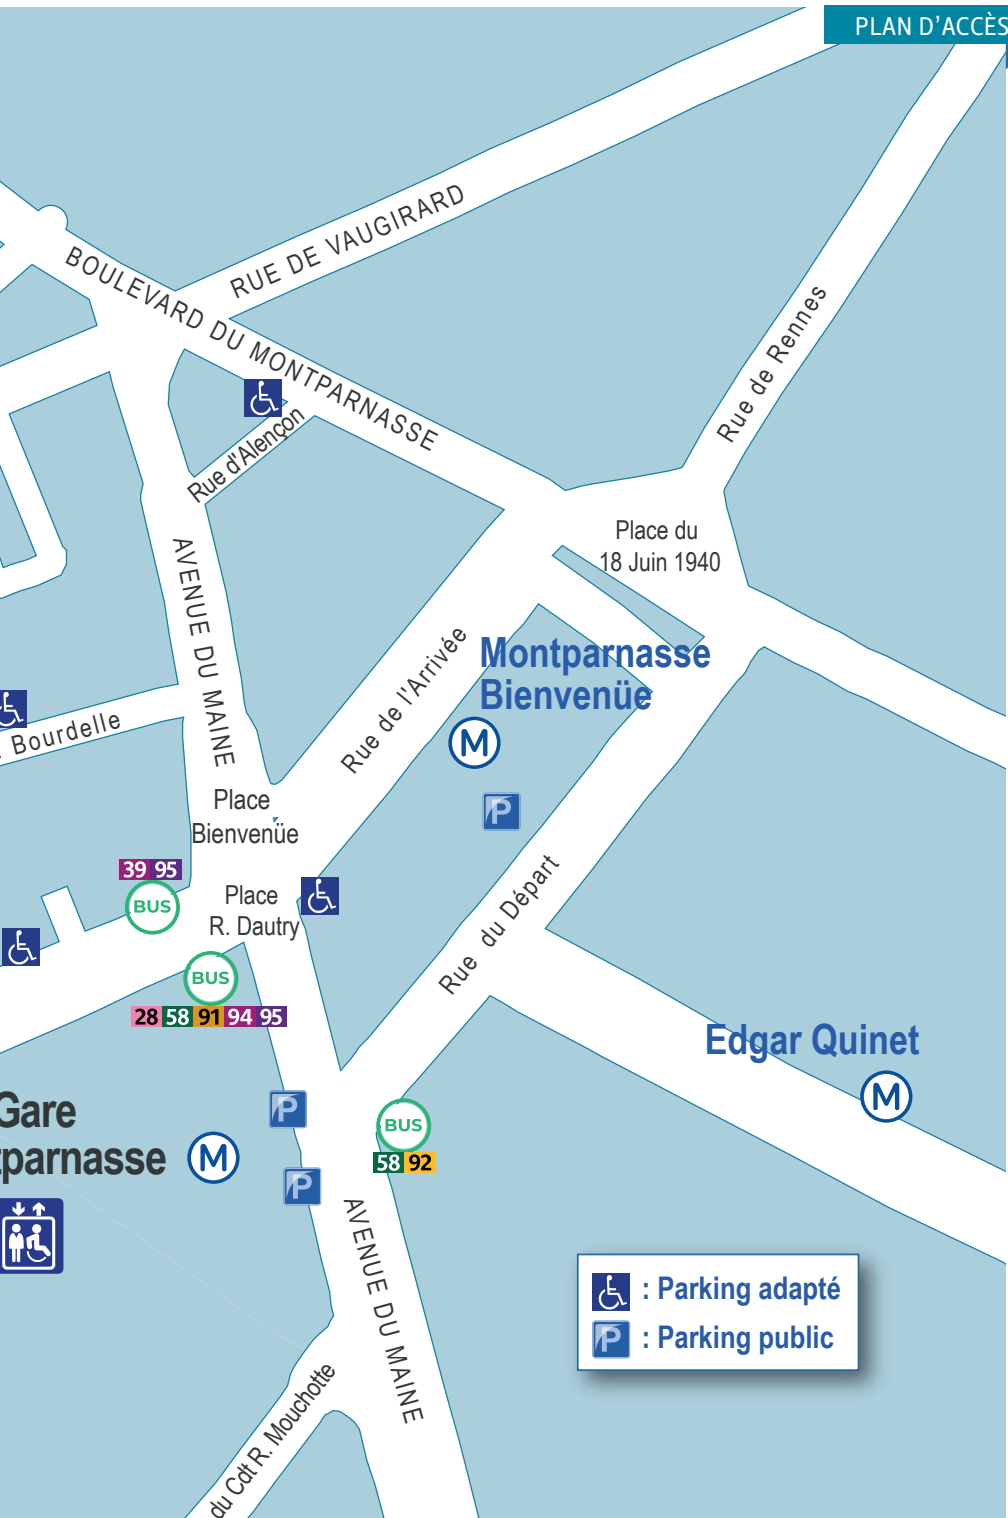 PLAN D'ACCÈS
RUE DE VAUGIRARD
BOULEVARD DU MONTPARNASSE
Rue de Rennes
Rue d'Alençon
Place du
18 Juin 1940
AVENUE DU MAINE
Rue de l'Arrivée
Montparnasse
Bienvenüe
M
Bourdelle
P
Place
Bienvenüe
39 95
BUS
Place
R. Dautry
Rue du Départ
BUS
28 58 91 94 95
Edgar Quinet
M
P
Gare
tparnasse
M
BUS
58 92
P
AVENUE DU MAINE
: Parking adapté
P : Parking public
du Cdt R. Mouchotte